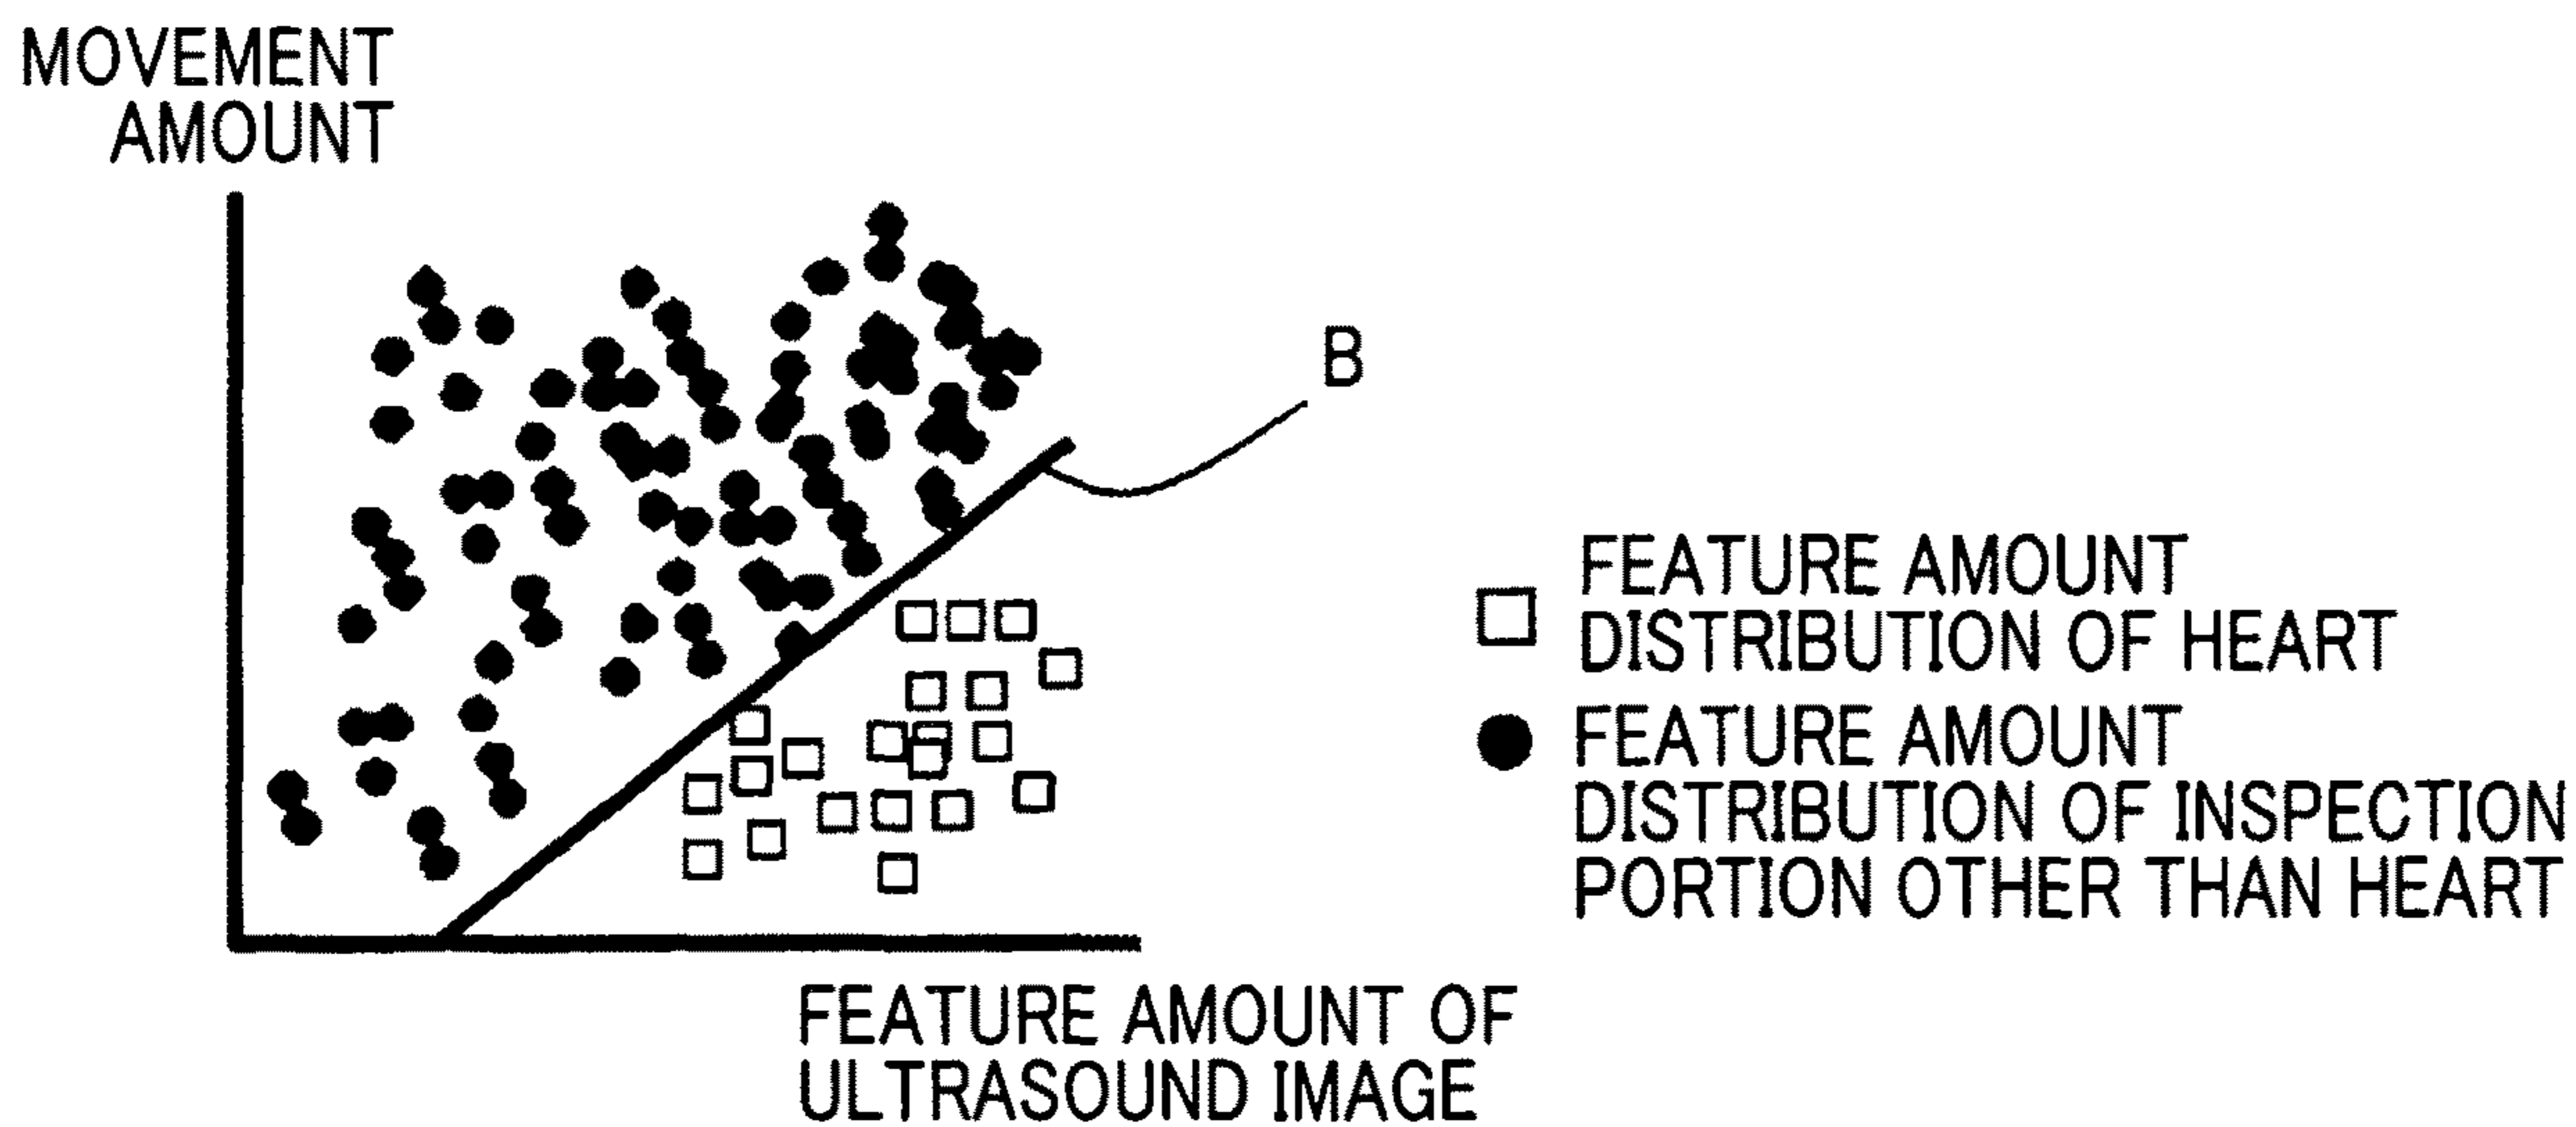 MOVEMENT
AMOUNT
B
FEATURE AMOUNT
DISTRIBUTION OF HEART
FEATURE AMOUNT
DISTRIBUTION OF INSPECTION
PORTION OTHER THAN HEART
FEATURE AMOUNT OF
ULTRASOUND IMAGE